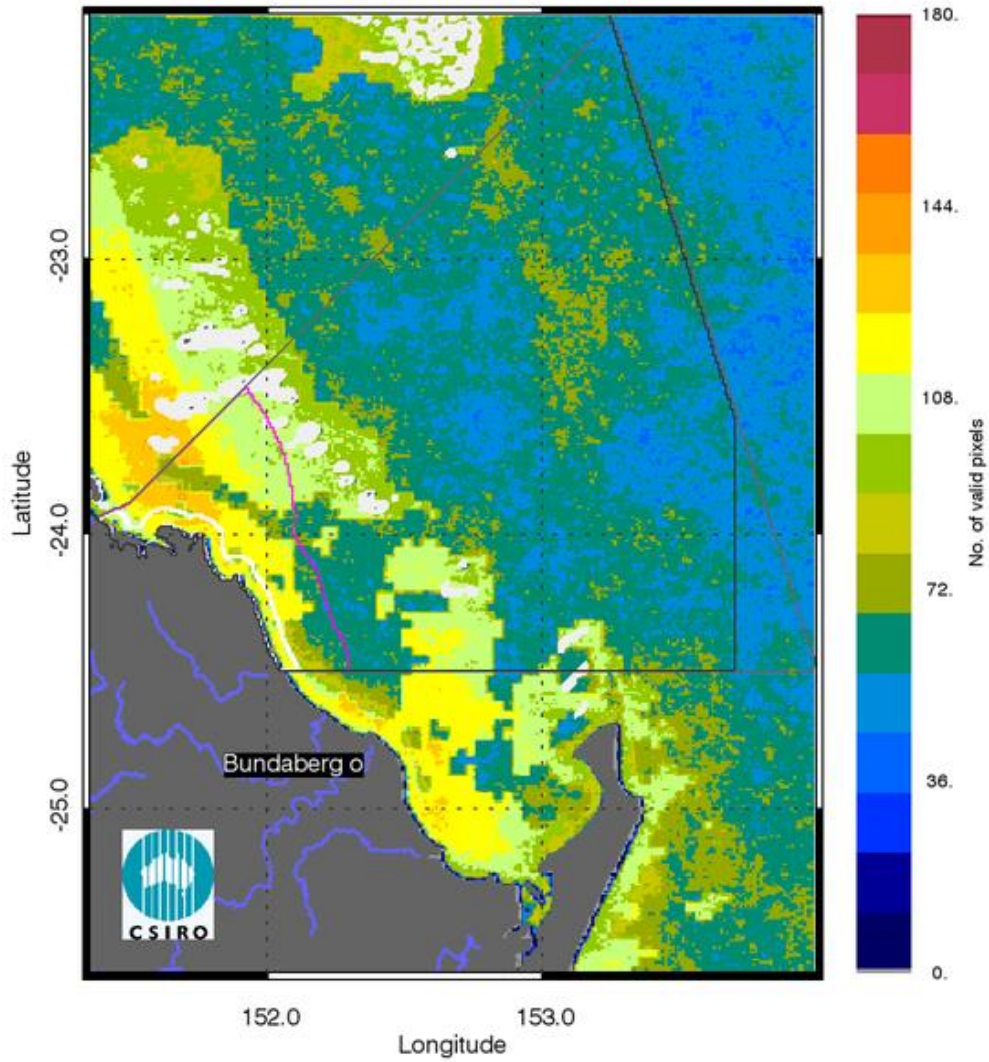 180.
144.
108.
72.
36.
0.
No. of valid pixels
-23.0
-24.0
-25.0
Latitude
Bundaberg o
CSIRO
152.0
153.0
Longitude